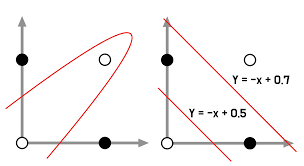 Y = -x + 0.7
Y = -x + 0.5